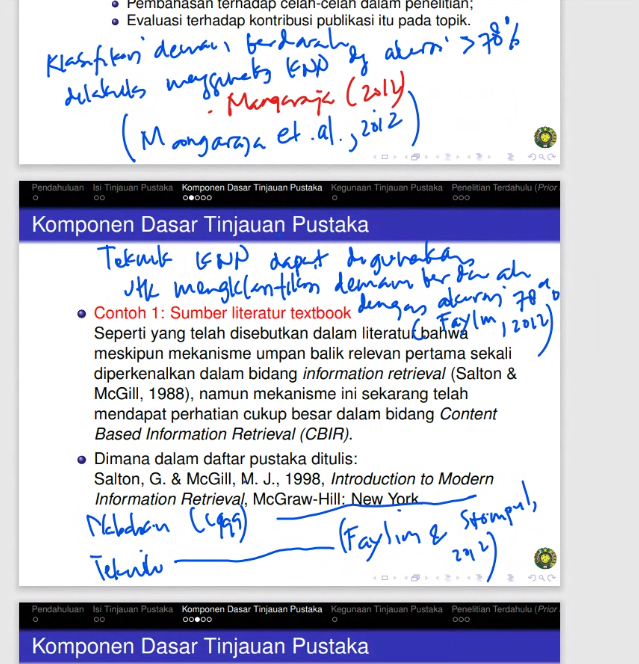 Pembahasan terhadap celah-celah dalam penelitian;
Evaluasi terhadap kontribusi publikasi itu pada topik.
Klasifikasi demam berdarah
dg akurasi >78%
KNN
Mangaraja (2012)
(Moongaraja et.al., 2012)
Pendahuluan Isi Tinjauan Pustaka Komponen Dasar Tinjauan Pustaka Kegunaan Tinjauan Pustaka Penelitian Terdahulu (Prior
Komponen Dasar Tinjauan Pustaka
Teknik KNN dapat digunakan
utk mengklasifikasi demam berdarah
dengan akurasi 78%
(Faylim, 2012)
Contoh 1: Sumber literatur textbook
Seperti yang telah disebutkan dalam literatur bahwa
meskipun mekanisme umpan balik relevan pertama sekali
diperkenalkan dalam bidang information retrieval (Salton &
McGill, 1988), namun mekanisme ini sekarang telah
mendapat perhatian cukup besar dalam bidang Content
Based Information Retrieval (CBIR).
Dimana dalam daftar pustaka ditulis:
Salton, G. & McGill, M. J., 1998, Introduction to Modern
Information Retrieval, McGraw-Hill: New York
Nababan (1999)
(Faylim &
2012)
Teknik
Pendahuluan Isi Tinjauan Pustaka Komponen Dasar Tinjauan Pustaka Kegunaan Tinjauan Pustaka Penelitian Terdahulu (Prior
Komponen Dasar Tinjauan Pustaka